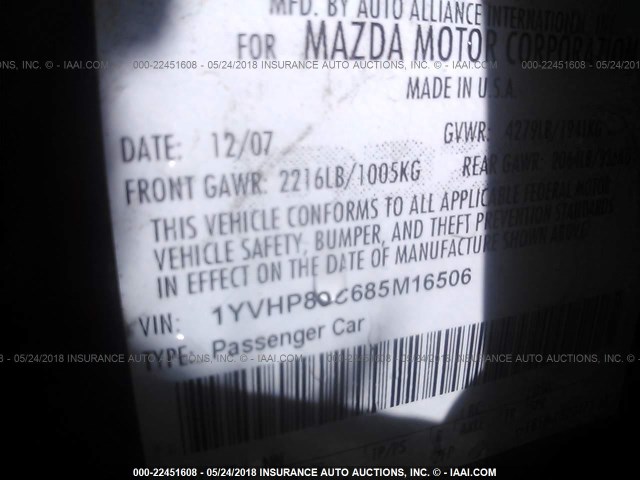 MFD. BY AUTO ALLIANCE INTERNATIONAL, INC.
FOR MAZDA MOTOR CORPORATION
000-22451608 - 05/24/2018 INSURANCE AUTO AUCTIONS, INC. © - IAAI.COM
MADE IN U.S.A.
DATE: 12/07 GVWR: 4279LB/1941KG
FRONT GAWR: 2216LB/1005KG REAR GAWR:
THIS VEHICLE CONFORMS TO ALL APPLICABLE FEDERAL MOTOR
VEHICLE SAFETY, BUMPER, AND THEFT PREVENTION STANDARDS
IN EFFECT ON THE DATE OF MANUFACTURE SHOWN ABOVE.
VIN: 1YVHP80C685M16506
TYPE: Passenger Car
000-22451608 - 05/24/2018 INSURANCE AUTO AUCTIONS, INC. © - IAAI.COM
000-22451608 - 05/24/2018 INSURANCE AUTO AUCTIONS, INC. © - IAAI.COM